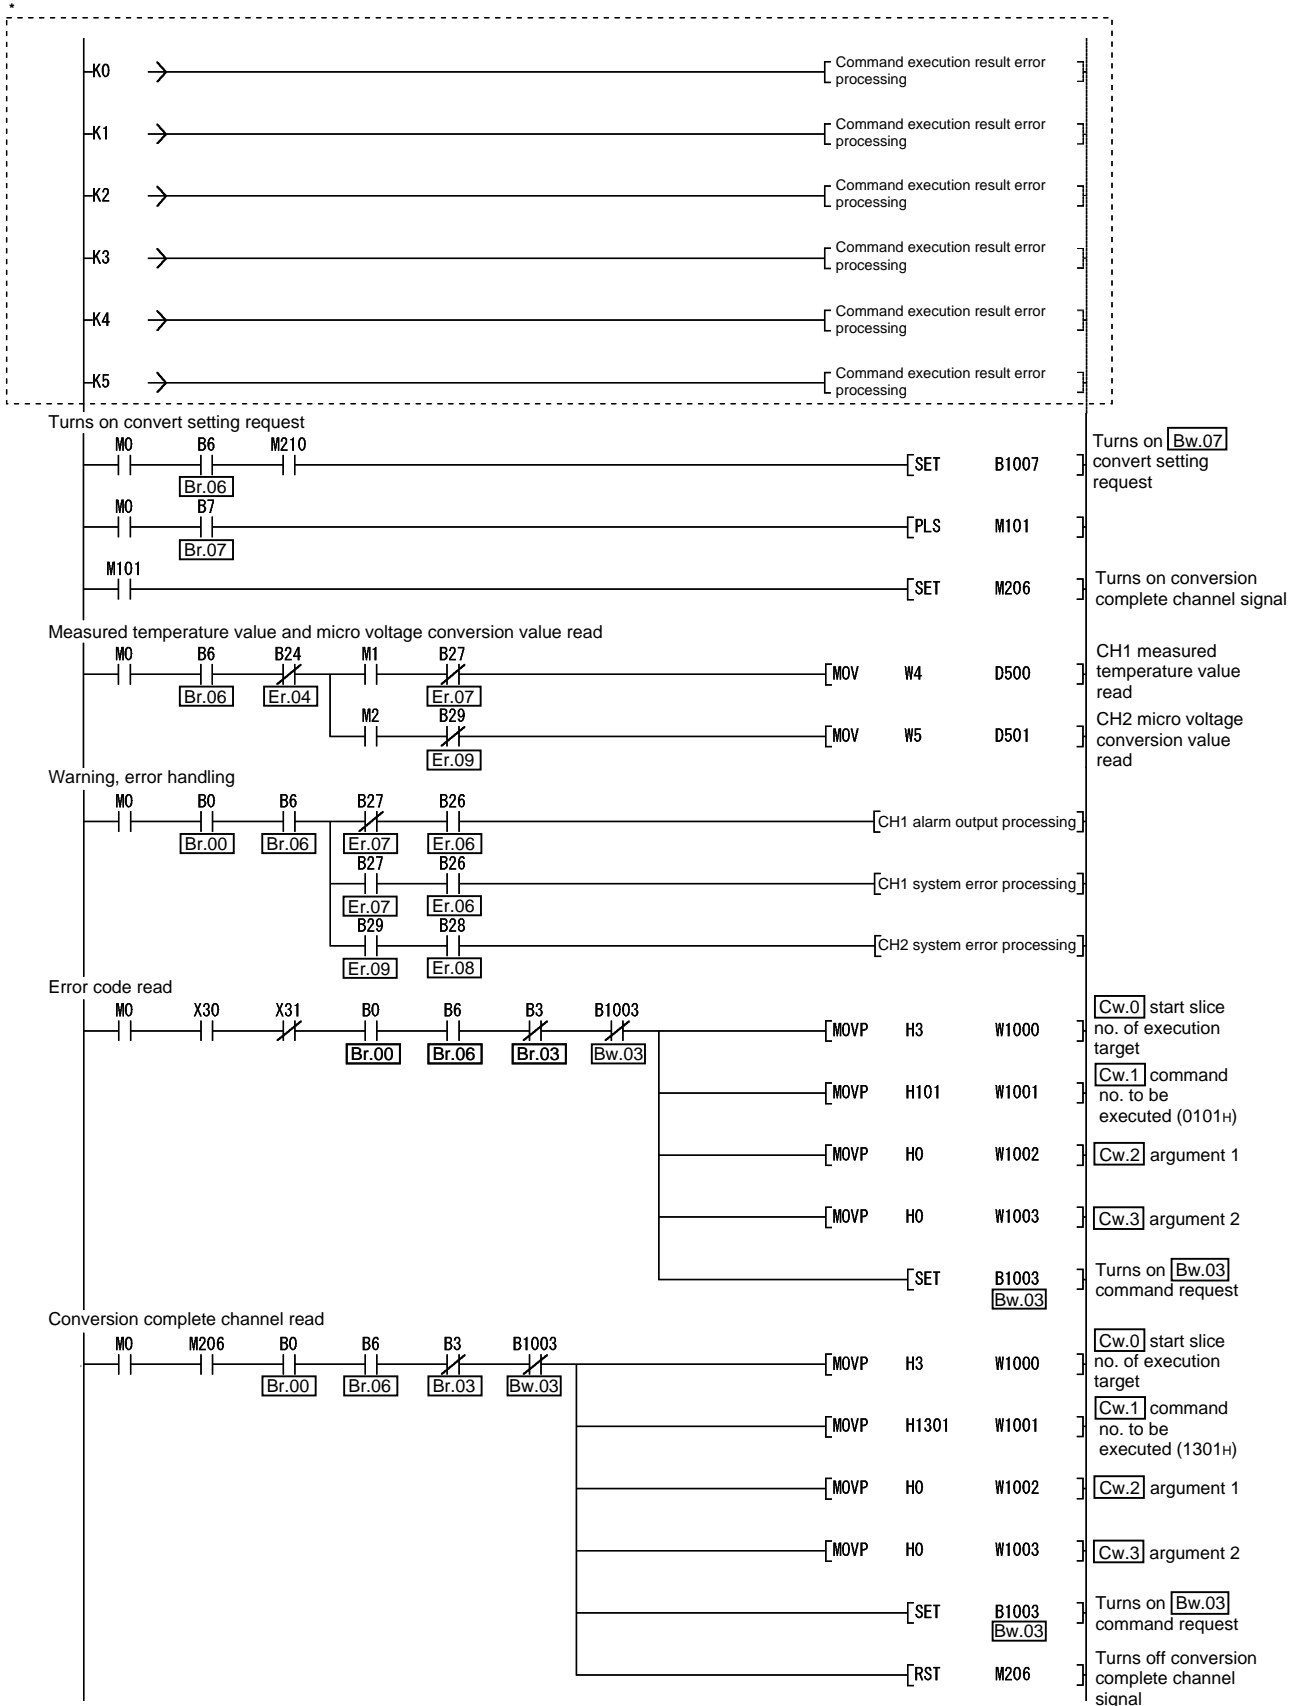 *
K0
Command execution result error
processing
K1
Command execution result error
processing
K2
Command execution result error
processing
K3
Command execution result error
processing
K4
Command execution result error
processing
K5
Command execution result error
processing
Turns on convert setting request
M0 B6 M210
Br.06
SET B1007
Turns on Bw.07
convert setting
request
M0 B7
Br.07
PLS M101
M101
SET M206
Turns on conversion
complete channel signal
Measured temperature value and micro voltage conversion value read
M0 B6 B24 M1 B27
Br.06 Er.04 Er.07
MOV W4 D500
CH1 measured
temperature value
read
M2 B29
Er.09
MOV W5 D501
CH2 micro voltage
conversion value
read
Warning, error handling
M0 B0 B6 B27 B26
Br.00 Br.06 Er.07 Er.06
CH1 alarm output processing
B27 B26
Er.07 Er.06
CH1 system error processing
B29 B28
Er.09 Er.08
CH2 system error processing
Error code read
M0 X30 X31 B0 B6 B3 B1003
Br.00 Br.06 Br.03 Bw.03
MOVP H3 W1000
Cw.0 start slice
no. of execution
target
MOVP H101 W1001
Cw.1 command
no. to be
executed (0101H)
MOVP H0 W1002
Cw.2 argument 1
MOVP H0 W1003
Cw.3 argument 2
SET B1003
Bw.03
Turns on Bw.03
command request
Conversion complete channel read
M0 M206 B0 B6 B3 B1003
Br.00 Br.06 Br.03 Bw.03
MOVP H3 W1000
Cw.0 start slice
no. of execution
target
MOVP H1301 W1001
Cw.1 command
no. to be
executed (1301H)
MOVP H0 W1002
Cw.2 argument 1
MOVP H0 W1003
Cw.3 argument 2
SET B1003
Bw.03
Turns on Bw.03
command request
RST M206
Turns off conversion
complete channel
signal